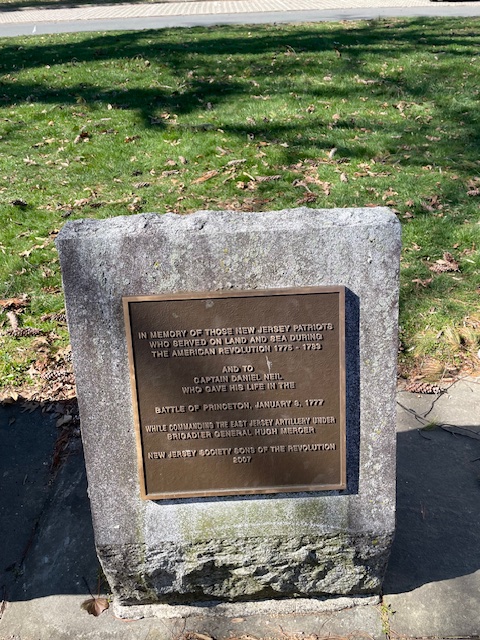 IN MEMORY OF THOSE NEW JERSEY PATRIOTS
WHO SERVED ON LAND AND SEA DURING
THE AMERICAN REVOLUTION 1775 - 1783
AND TO
CAPTAIN DANIEL NEIL
WHO GAVE HIS LIFE IN THE
BATTLE OF PRINCETON, JANUARY 3, 1777
WHILE COMMANDING THE EAST JERSEY ARTILLERY UNDER
BRIGADIER GENERAL HUGH MERCER
NEW JERSEY SOCIETY SONS OF THE REVOLUTION
2007